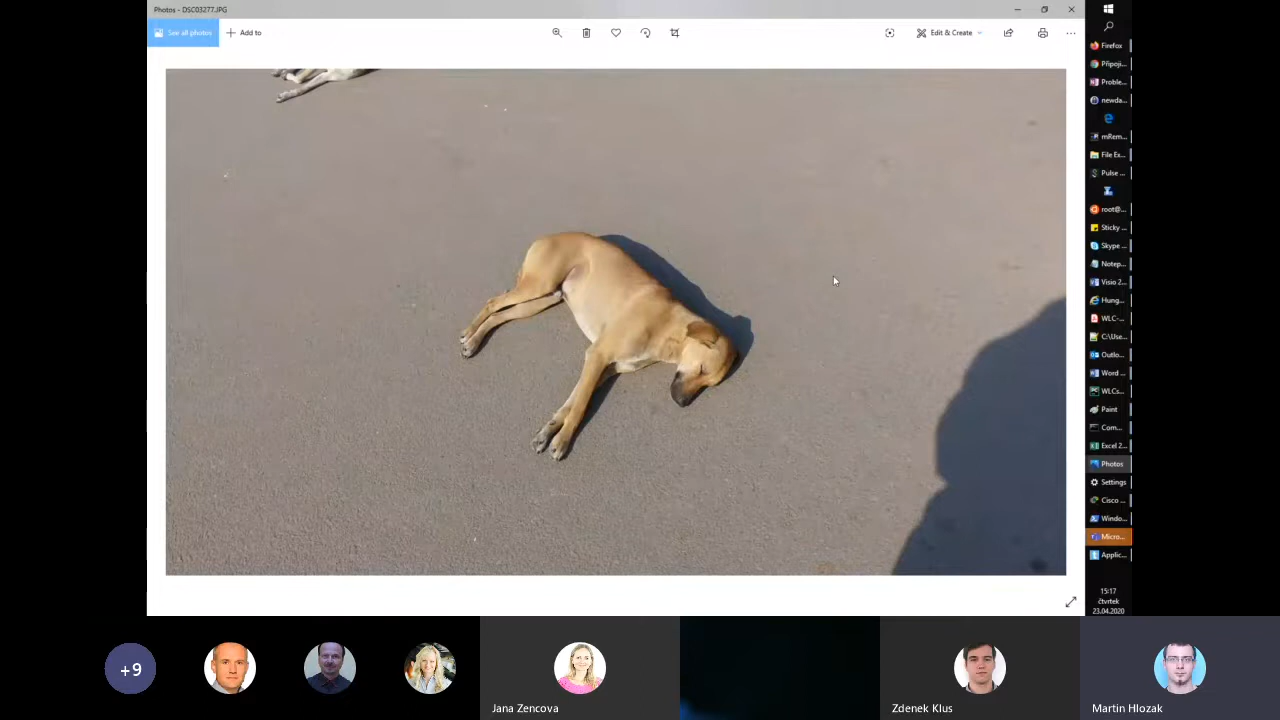 Photos - DSC03277.JPG
See all photos
Add to
Edit & Create
Firefox
Připoji...
Proble...
newda...
mRem...
File Ex...
Pulse ...
root@...
Sticky ...
Skype ...
Notep...
Visio 2...
Hung...
WLC-...
C:\Use...
Outlo...
Word ...
WLCs...
Paint
Com...
Excel 2...
Photos
Settings
Cisco ...
Windo...
Micro...
Applic...
15:17
čtvrtek
23.04.2020
+9
Jana Zencova
Zdenek Klus
Martin Hlozak